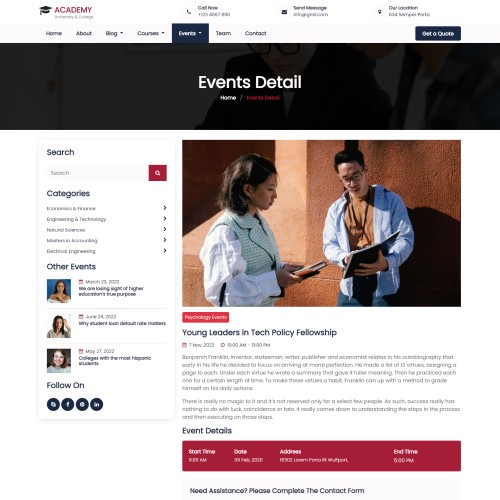 ACADEMY
University & College
Call Now
+123 4567 890
Send Message
info@gmil.com
Our Location
634 Semper Porta
Home About Blog Courses Events Team Contact
Get a Quote
Events Detail
Home / Events Detail
Search
Search
Categories
Economics & Finance
Engineering & Technology
Natural Sciences
Masters in Accounting
Electrical Engineering
Other Events
March 23, 2022
We are losing sight of higher
education's true purpose
June 29, 2022
Why student loan default rate matters
May 27, 2022
Colleges with the most hispanic
students
Follow On
Psychology Events
Young Leaders in Tech Policy Fellowship
7 Nov, 2022 10:00 AM - 13:00 PM
Benjamin Franklin, inventor, statesman, writer, publisher and economist relates in his autobiography that
early in his life he decided to focus on arriving at moral perfection. He made a list of 13 virtues, assigning a
page to each. Under each virtue he wrote a summary that gave it fuller meaning. Then he practiced each
one for a certain length of time. To make these virtues a habit, Franklin can up with a method to grade
himself on his daily actions.
There is really no magic to it and it's not reserved only for a select few people. As such, success really has
nothing to do with luck, coincidence or fate. It really comes down to understanding the steps in the process
and then executing on those steps.
Event Details
Start Time Date Address End Time
9:00 AM 09 Feb, 2020 19302 Lorem Porta Rt Wulfport, 5:00 PM
Need Assistance? Please Complete The Contact Form